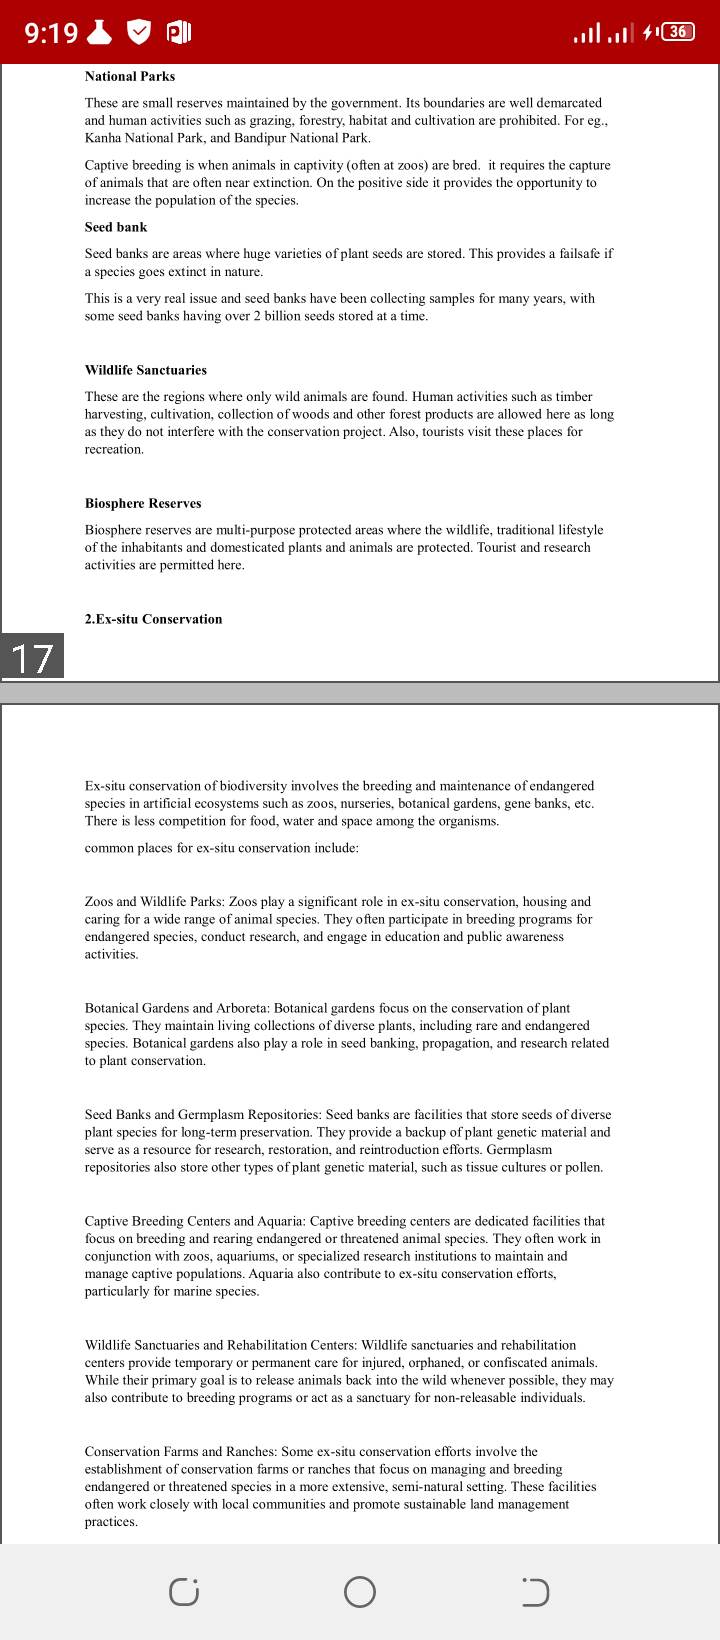 9:19
36
National Parks
These are small reserves maintained by the government. Its boundaries are well demarcated
and human activities such as grazing, forestry, habitat and cultivation are prohibited. For eg.,
Kanha National Park, and Bandipur National Park.
Captive breeding is when animals in captivity (often at zoos) are bred.  it requires the capture
of animals that are often near extinction. On the positive side it provides the opportunity to
increase the population of the species.
Seed bank
Seed banks are areas where huge varieties of plant seeds are stored. This provides a failsafe if
a species goes extinct in nature.
This is a very real issue and seed banks have been collecting samples for many years, with
some seed banks having over 2 billion seeds stored at a time.
Wildlife Sanctuaries
These are the regions where only wild animals are found. Human activities such as timber
harvesting, cultivation, collection of woods and other forest products are allowed here as long
as they do not interfere with the conservation project. Also, tourists visit these places for
recreation.
Biosphere Reserves
Biosphere reserves are multi-purpose protected areas where the wildlife, traditional lifestyle
of the inhabitants and domesticated plants and animals are protected. Tourist and research
activities are permitted here.
2.Ex-situ Conservation
17
Ex-situ conservation of biodiversity involves the breeding and maintenance of endangered
species in artificial ecosystems such as zoos, nurseries, botanical gardens, gene banks, etc.
There is less competition for food, water and space among the organisms.
common places for ex-situ conservation include:
Zoos and Wildlife Parks: Zoos play a significant role in ex-situ conservation, housing and
caring for a wide range of animal species. They often participate in breeding programs for
endangered species, conduct research, and engage in education and public awareness
activities.
Botanical Gardens and Arboreta: Botanical gardens focus on the conservation of plant
species. They maintain living collections of diverse plants, including rare and endangered
species. Botanical gardens also play a role in seed banking, propagation, and research related
to plant conservation.
Seed Banks and Germplasm Repositories: Seed banks are facilities that store seeds of diverse
plant species for long-term preservation. They provide a backup of plant genetic material and
serve as a resource for research, restoration, and reintroduction efforts. Germplasm
repositories also store other types of plant genetic material, such as tissue cultures or pollen.
Captive Breeding Centers and Aquaria: Captive breeding centers are dedicated facilities that
focus on breeding and rearing endangered or threatened animal species. They often work in
conjunction with zoos, aquariums, or specialized research institutions to maintain and
manage captive populations. Aquaria also contribute to ex-situ conservation efforts,
particularly for marine species.
Wildlife Sanctuaries and Rehabilitation Centers: Wildlife sanctuaries and rehabilitation
centers provide temporary or permanent care for injured, orphaned, or confiscated animals.
While their primary goal is to release animals back into the wild whenever possible, they may
also contribute to breeding programs or act as a sanctuary for non-releasable individuals.
Conservation Farms and Ranches: Some ex-situ conservation efforts involve the
establishment of conservation farms or ranches that focus on managing and breeding
endangered or threatened species in a more extensive, semi-natural setting. These facilities
often work closely with local communities and promote sustainable land management
practices.